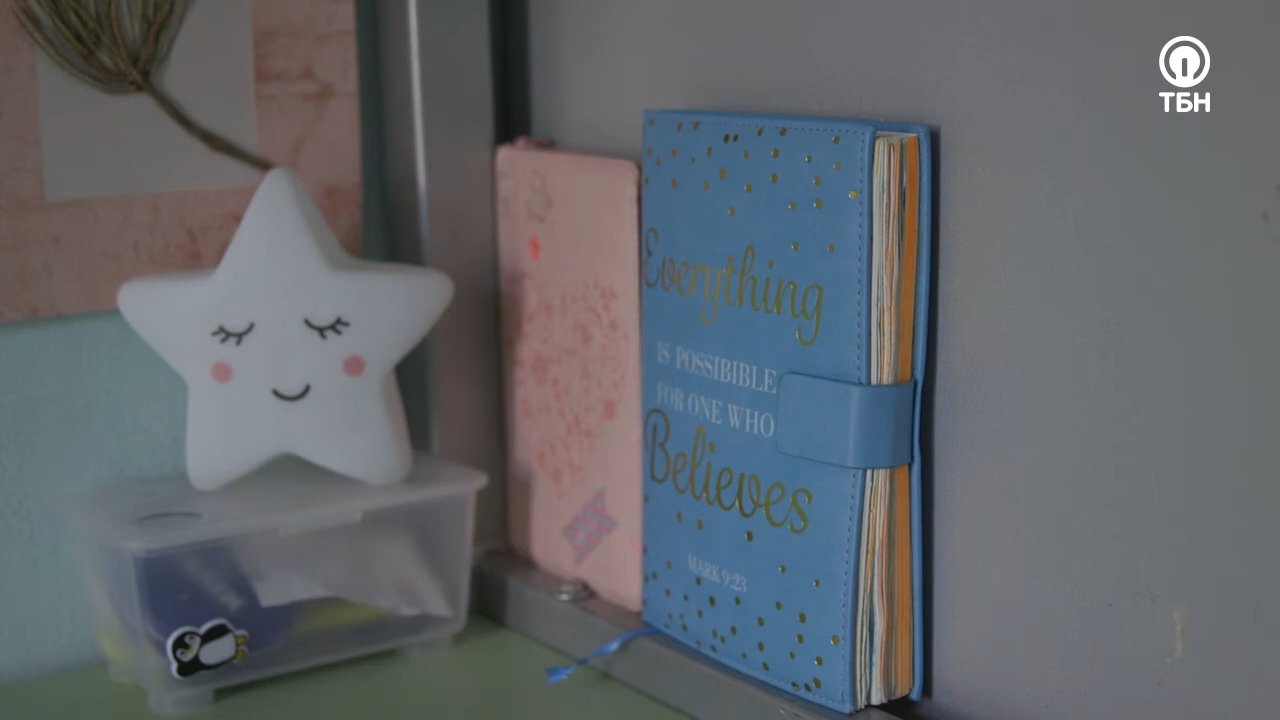 ТБН
Everything
IS POSSIBIBLE
FOR ONE WHO
Believes
MARK 9:23